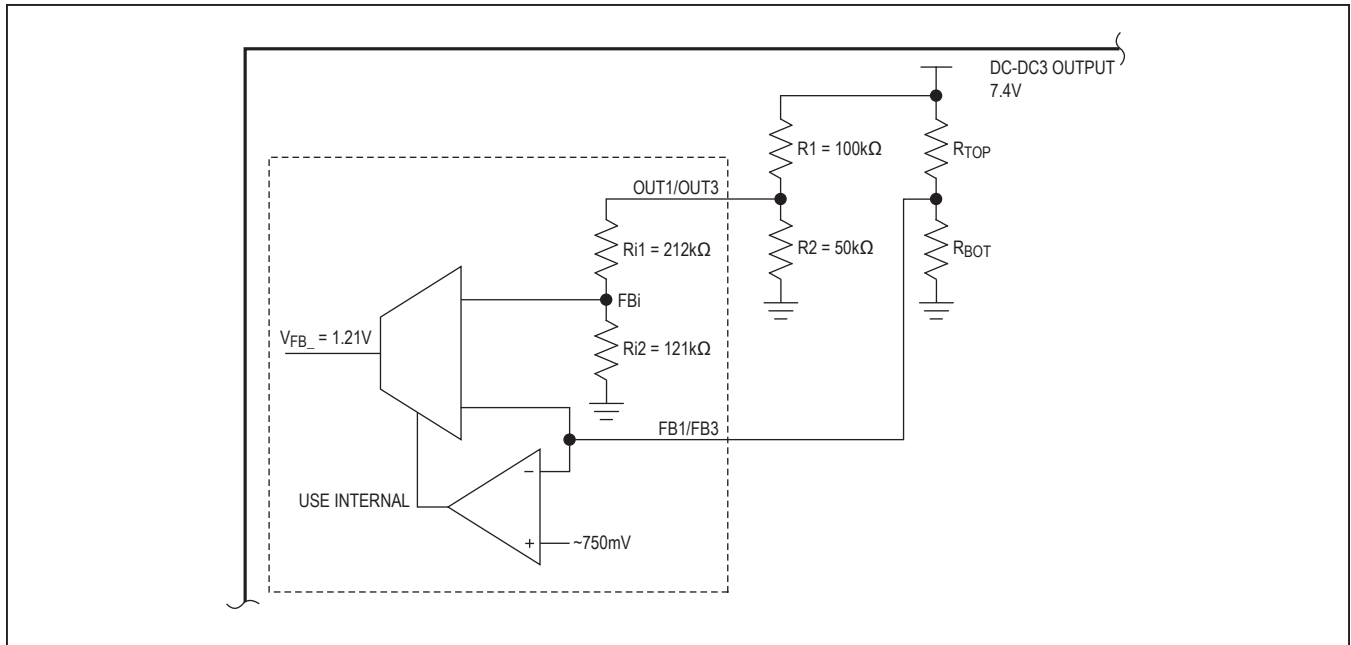 DC-DC3 OUTPUT
7.4V
R1 = 100kΩ
RTOP
OUT1/OUT3
Ri1 = 212kΩ
R2 = 50kΩ
RBOT
FBi
VFB_ = 1.21V
Ri2 = 121kΩ
FB1/FB3
−
USE INTERNAL
+
~750mV